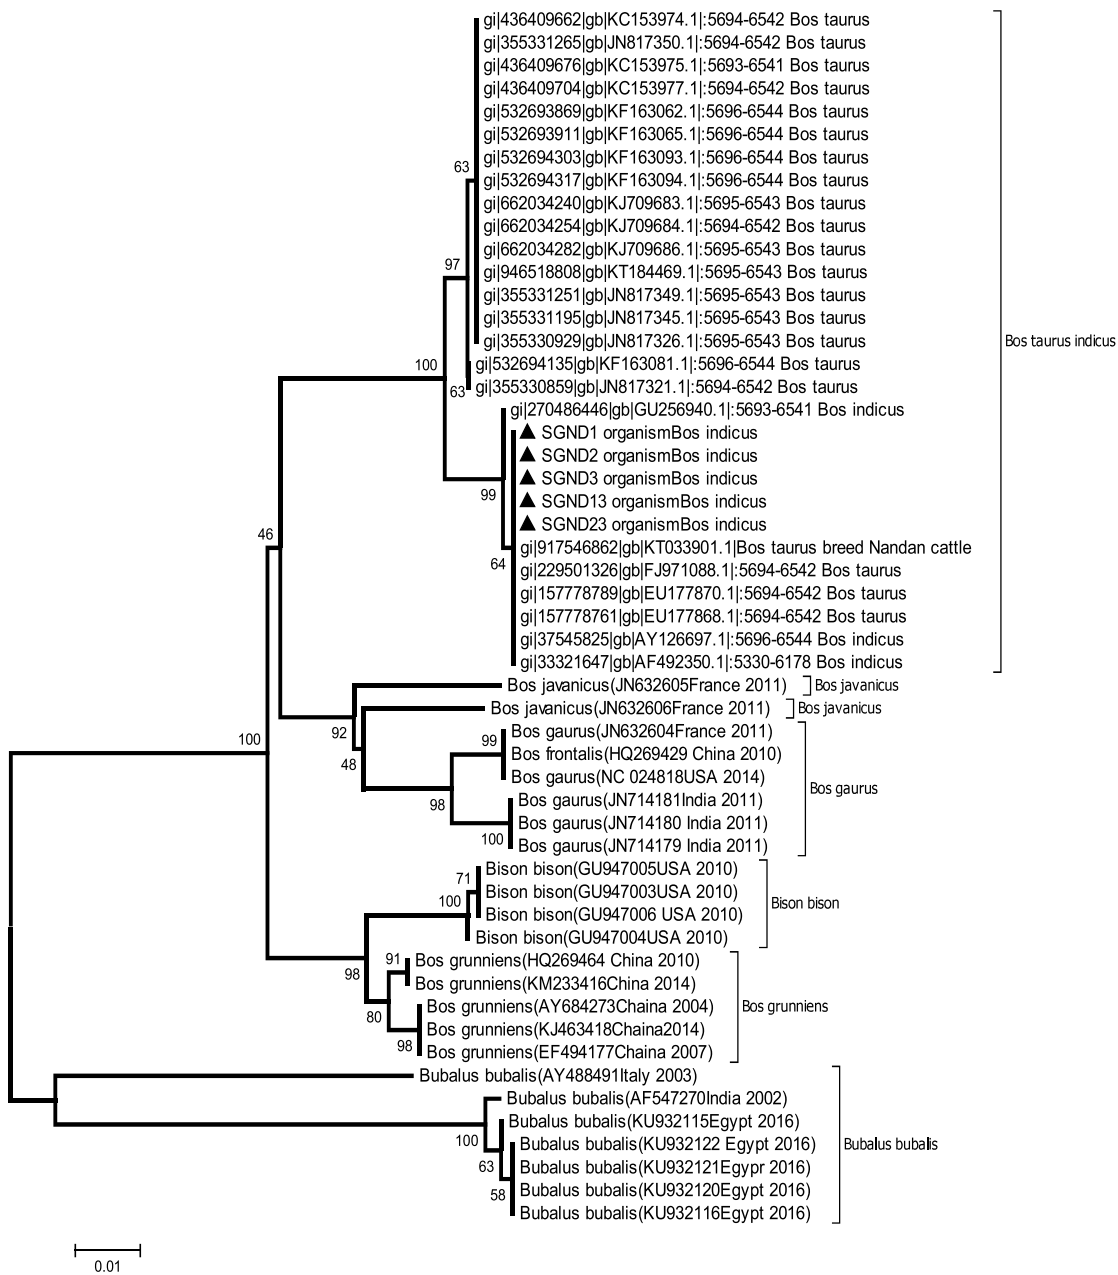 gi|436409662|gb|KC153974.1|:5694-6542 Bos taurus
gi|355331265|gb|JN817350.1|:5694-6542 Bos taurus
gi|436409676|gb|KC153975.1|:5693-6541 Bos taurus
gi|436409704|gb|KC153977.1|:5694-6542 Bos taurus
gi|532693869|gb|KF163062.1|:5696-6544 Bos taurus
gi|532693911|gb|KF163065.1|:5696-6544 Bos taurus
gi|532694303|gb|KF163093.1|:5696-6544 Bos taurus
63
gi|532694317|gb|KF163094.1|:5696-6544 Bos taurus
gi|662034240|gb|KJ709683.1|:5695-6543 Bos taurus
gi|662034254|gb|KJ709684.1|:5694-6542 Bos taurus
gi|662034282|gb|KJ709686.1|:5695-6543 Bos taurus
97
gi|946518808|gb|KT184469.1|:5695-6543 Bos taurus
gi|355331251|gb|JN817349.1|:5695-6543 Bos taurus
gi|355331195|gb|JN817345.1|:5695-6543 Bos taurus
gi|355330929|gb|JN817326.1|:5695-6543 Bos taurus
Bos taurus indicus
100
gi|532694135|gb|KF163081.1|:5696-6544 Bos taurus
63
gi|355330859|gb|JN817321.1|:5694-6542 Bos taurus
gi|270486446|gb|GU256940.1|:5693-6541 Bos indicus
SGND1 organismBos indicus
SGND2 organismBos indicus
SGND3 organismBos indicus
99
SGND13 organismBos indicus
SGND23 organismBos indicus
46
gi|917546862|gb|KT033901.1|Bos taurus breed Nandan cattle
64
gi|229501326|gb|FJ971088.1|:5694-6542 Bos taurus
gi|157778789|gb|EU177870.1|:5694-6542 Bos taurus
gi|157778761|gb|EU177868.1|:5694-6542 Bos taurus
gi|37545825|gb|AY126697.1|:5696-6544 Bos indicus
gi|33321647|gb|AF492350.1|:5330-6178 Bos indicus
Bos javanicus(JN632605France 2011)
Bos javanicus
Bos javanicus(JN632606France 2011)
Bos javanicus
92
Bos gaurus(JN632604France 2011)
99
100
Bos frontalis(HQ269429 China 2010)
48
Bos gaurus(NC 024818USA 2014)
Bos gaurus
98
Bos gaurus(JN714181India 2011)
Bos gaurus(JN714180 India 2011)
100
Bos gaurus(JN714179 India 2011)
Bison bison(GU947005USA 2010)
71
Bison bison(GU947003USA 2010)
100
Bison bison
Bison bison(GU947006 USA 2010)
Bison bison(GU947004USA 2010)
91
Bos grunniens(HQ269464 China 2010)
98
Bos grunniens(KM233416China 2014)
Bos grunniens(AY684273Chaina 2004)
Bos grunniens
80
Bos grunniens(KJ463418Chaina2014)
98
Bos grunniens(EF494177Chaina 2007)
Bubalus bubalis(AY488491Italy 2003)
Bubalus bubalis(AF547270India 2002)
Bubalus bubalis(KU932115Egypt 2016)
100
Bubalus bubalis(KU932122 Egypt 2016)
Bubalus bubalis
63
Bubalus bubalis(KU932121Egypr 2016)
58
Bubalus bubalis(KU932120Egypt 2016)
Bubalus bubalis(KU932116Egypt 2016)
0.01